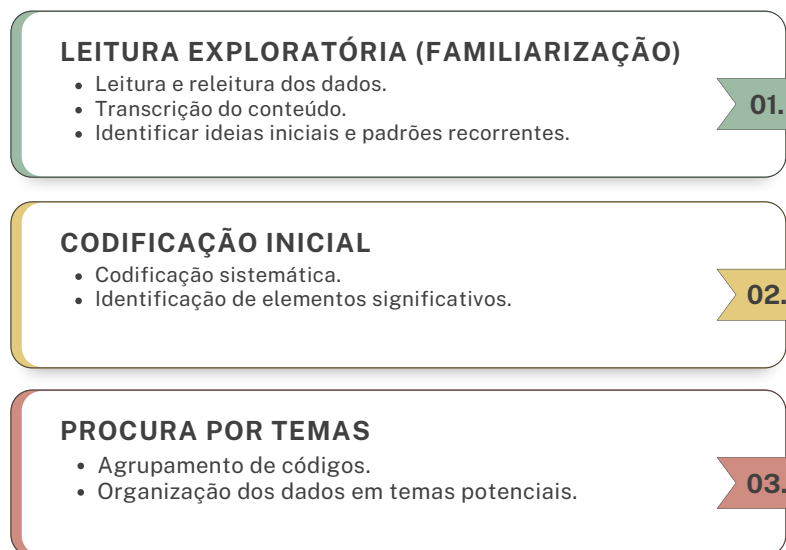 LEITURA EXPLORATÓRIA (FAMILIARIZAÇÃO)
• Leitura e releitura dos dados.
• Transcrição do conteúdo.
• Identificar ideias iniciais e padrões recorrentes.
01.
CODIFICAÇÃO INICIAL
• Codificação sistemática.
• Identificação de elementos significativos.
02.
PROCURA POR TEMAS
• Agrupamento de códigos.
• Organização dos dados em temas potenciais.
03.